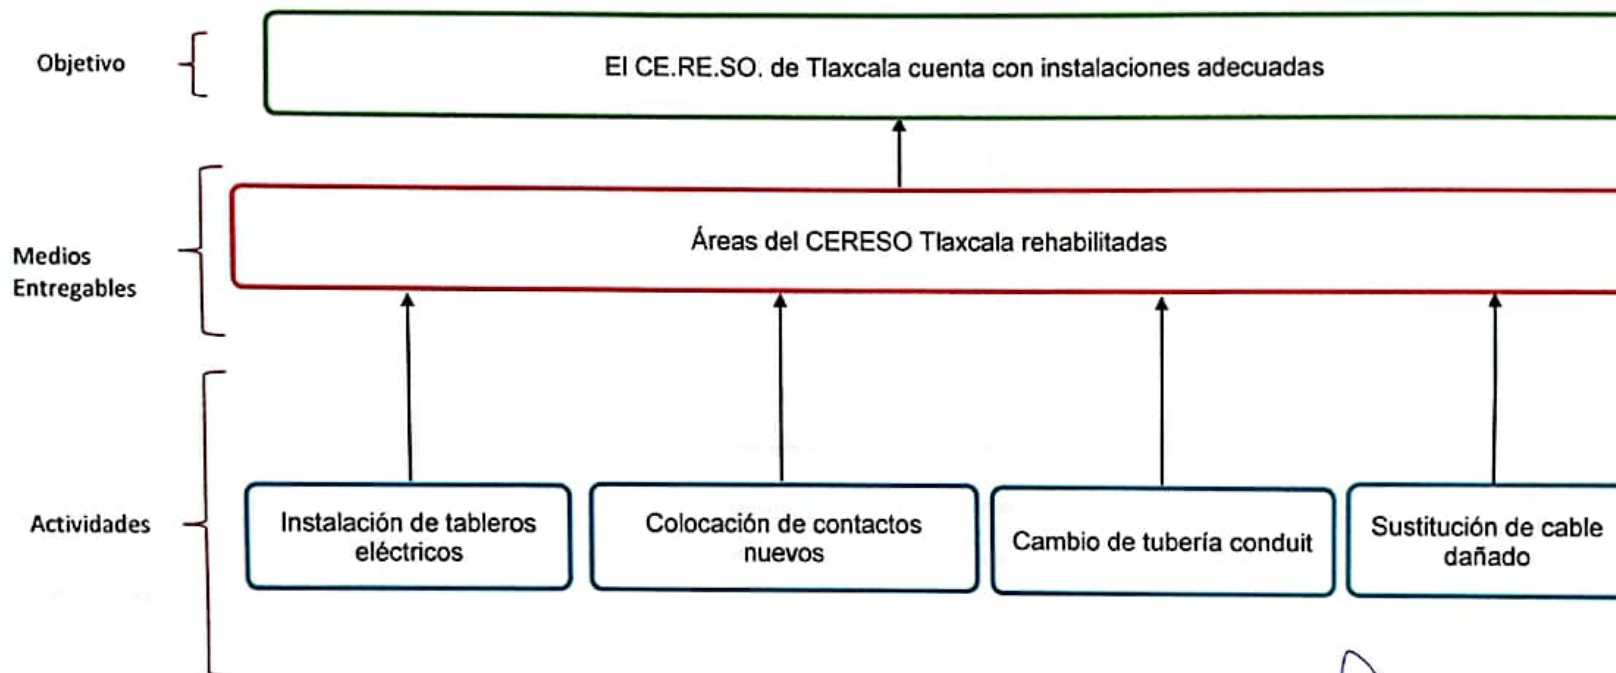 Objetivo
El CE.RE.SO. de Tlaxcala cuenta con instalaciones adecuadas
Áreas del CERESO Tlaxcala rehabilitadas
Medios
Entregables
Actividades
Instalación de tableros
eléctricos
Colocación de contactos
nuevos
Cambio de tubería conduit
Sustitución de cable
dañado